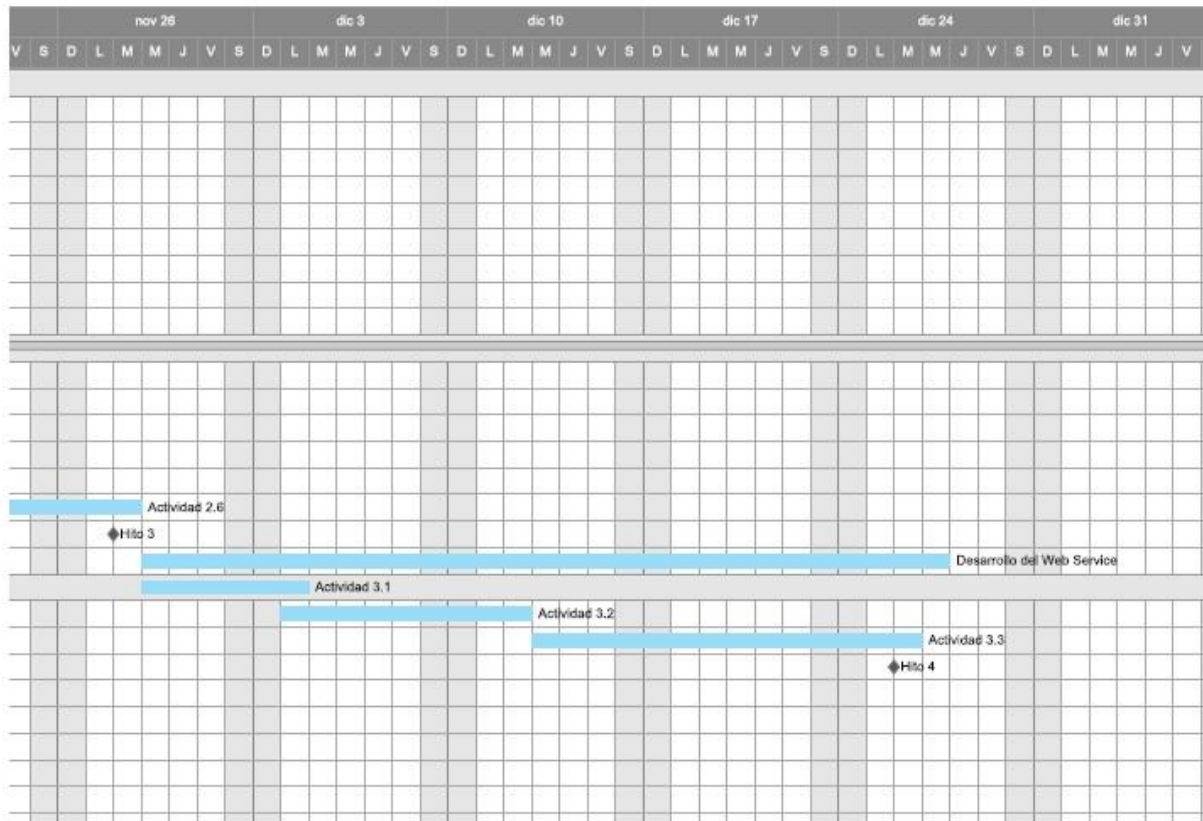 nov 26 dic 3 dic 10 dic 17 dic 24 dic 31
V S D L M M J V S D L M M J V S D L M M J V S D L M M J V S D L M M J V S D L M M J V
Actividad 2.6
Hito 3
Desarrollo del Web Service
Actividad 3.1
Actividad 3.2
Actividad 3.3
Hito 4